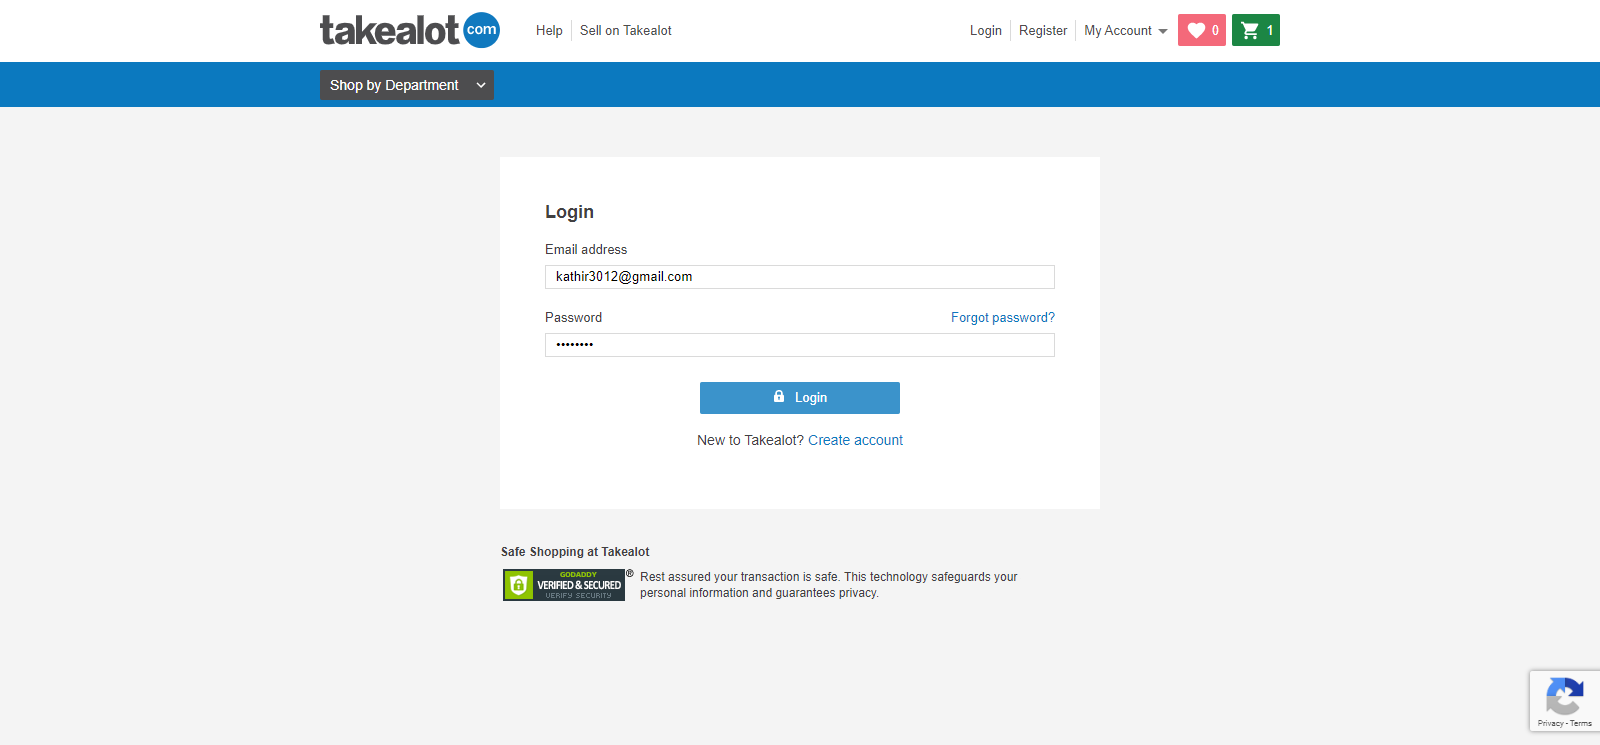 takealot com Help Sell on Takealot Login Register My Account 0 1
Shop by Department
Login
Email address
kathir3012@gmail.com
Password Forgot password?
••••••••
Login
New to Takealot? Create account
Safe Shopping at Takealot
GODADDY
VERIFIED & SECURED
VERIFY SECURITY
®
Rest assured your transaction is safe. This technology safeguards your
personal information and guarantees privacy.
Privacy - Terms